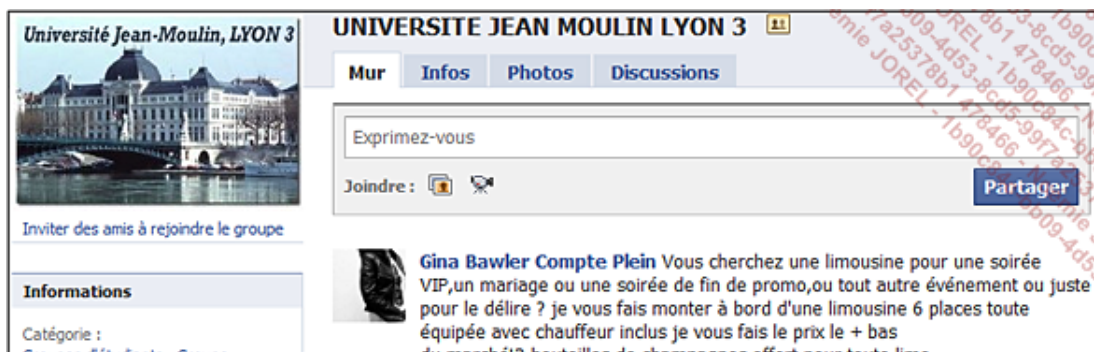 Université Jean-Moulin, LYON 3
Inviter des amis à rejoindre le groupe
Informations
Catégorie :
UNIVERSITE JEAN MOULIN LYON 3
Mur Infos Photos Discussions
Exprimez-vous
Joindre :
Partager
Gina Bawler Compte Plein Vous cherchez une limousine pour une soirée
VIP,un mariage ou une soirée de fin de promo,ou tout autre événement ou juste
pour le délire ? je vous fais monter à bord d'une limousine 6 places toute
équipée avec chauffeur inclus je vous fais le prix le + bas